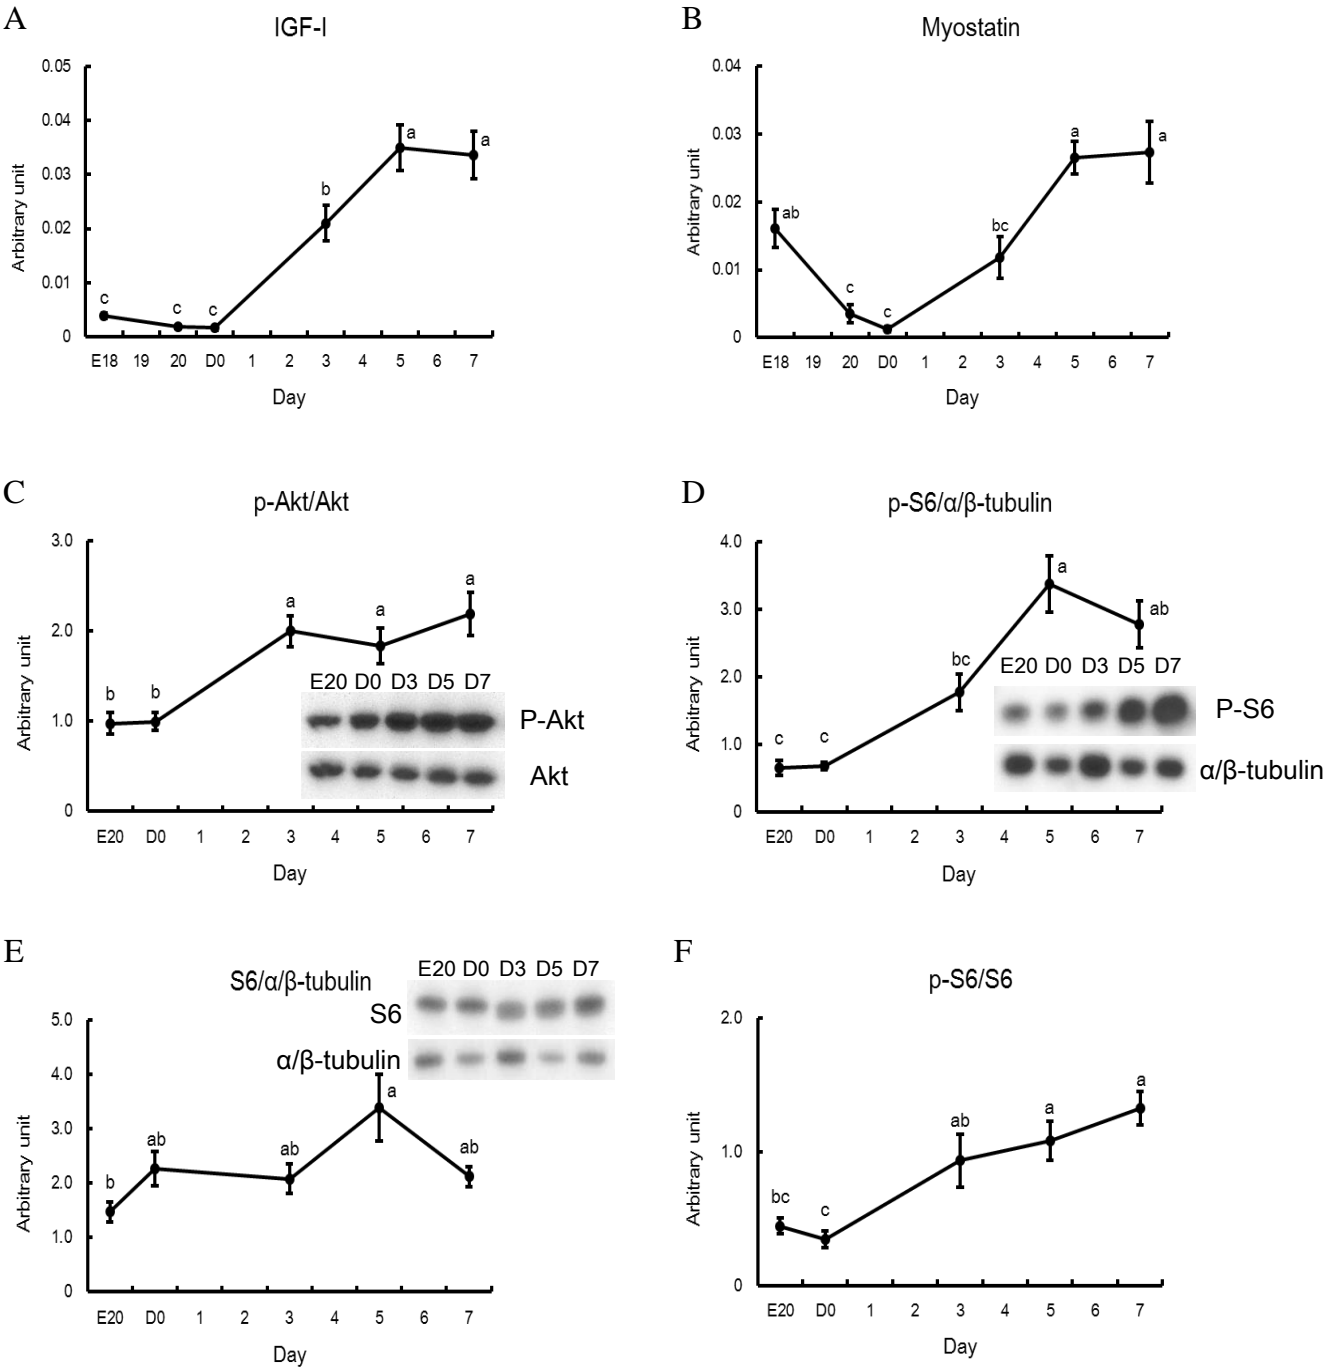 A
IGF-I
0.05
0.04
0.03
0.02
0.01
0
Arbitrary unit
c
c
c
b
a
a
E18 19 20 D0 1 2 3 4 5 6 7
Day
B
Myostatin
0.04
0.03
0.02
0.01
0
Arbitrary unit
ab
c
c
bc
a
a
E18 19 20 D0 1 2 3 4 5 6 7
Day
C
p-Akt/Akt
3.0
2.0
1.0
0
Arbitrary unit
b
b
a
a
a
E20 D0 D3 D5 D7
P-Akt
Akt
E20 D0 1 2 3 4 5 6 7
Day
D
p-S6/α/β-tubulin
4.0
3.0
2.0
1.0
0
Arbitrary unit
c
c
bc
a
ab
E20 D0 D3 D5 D7
P-S6
α/β-tubulin
E20 D0 1 2 3 4 5 6 7
Day
E
S6/α/β-tubulin
E20 D0 D3 D5 D7
S6
α/β-tubulin
5.0
4.0
3.0
2.0
1.0
0
Arbitrary unit
b
ab
ab
a
ab
E20 D0 1 2 3 4 5 6 7
Day
F
p-S6/S6
2.0
1.0
0
Arbitrary unit
bc
c
ab
a
a
E20 D0 1 2 3 4 5 6 7
Day